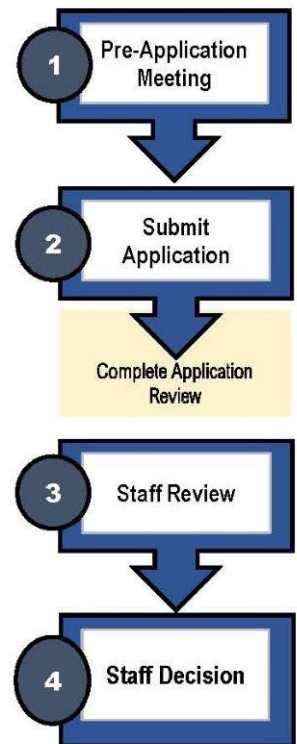 1
Pre-Application
Meeting
2
Submit
Application
Complete Application
Review
3
Staff Review
4
Staff Decision